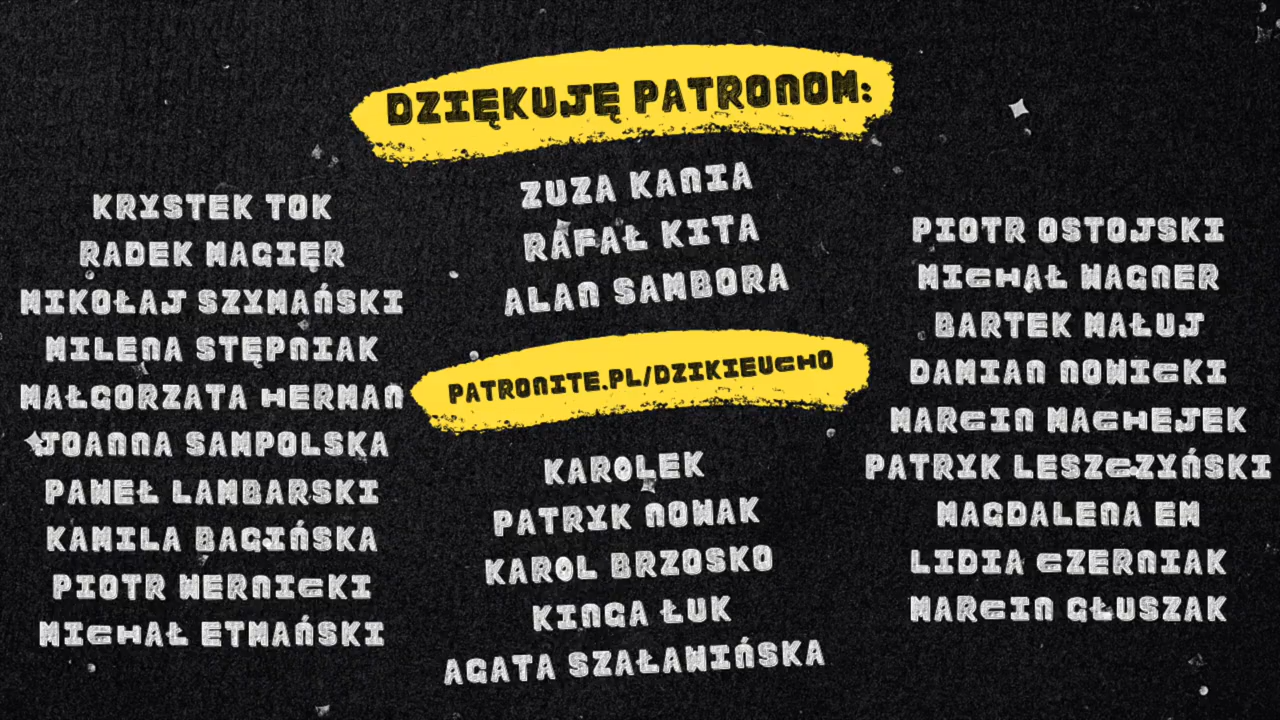 DZIĘKUJĘ PATRONOM:
KRYSTEK TOK
RADEK MAGIĘR
MIKOŁAJ SZYMAŃSKI
MILENA STĘPNIAK
MAŁGORZATA HERMAN
JOANNA SAMPOLSKA
PAWEŁ LAMBARSKI
KAMILA BAGIŃSKA
PIOTR WERNICKI
MICHAŁ ETMAŃSKI
ZUZA KANIA
RAFAŁ KITA
ALAN SAMBORA
PATRONITE.PL/DZIKIEUCHO
KAROLEK
PATRYK NOWAK
KAROL BRZOSKO
KINGA ŁUK
AGATA SZAŁAWIŃSKA
PIOTR OSTOJSKI
MICHAŁ WAGNER
BARTEK MAŁUJ
DAMIAN NOWICKI
MARCIN MACHEJEK
PATRYK LESZCZYŃSKI
MAGDALENA EM
LIDIA CZERNIAK
MARCIN GŁUSZAK